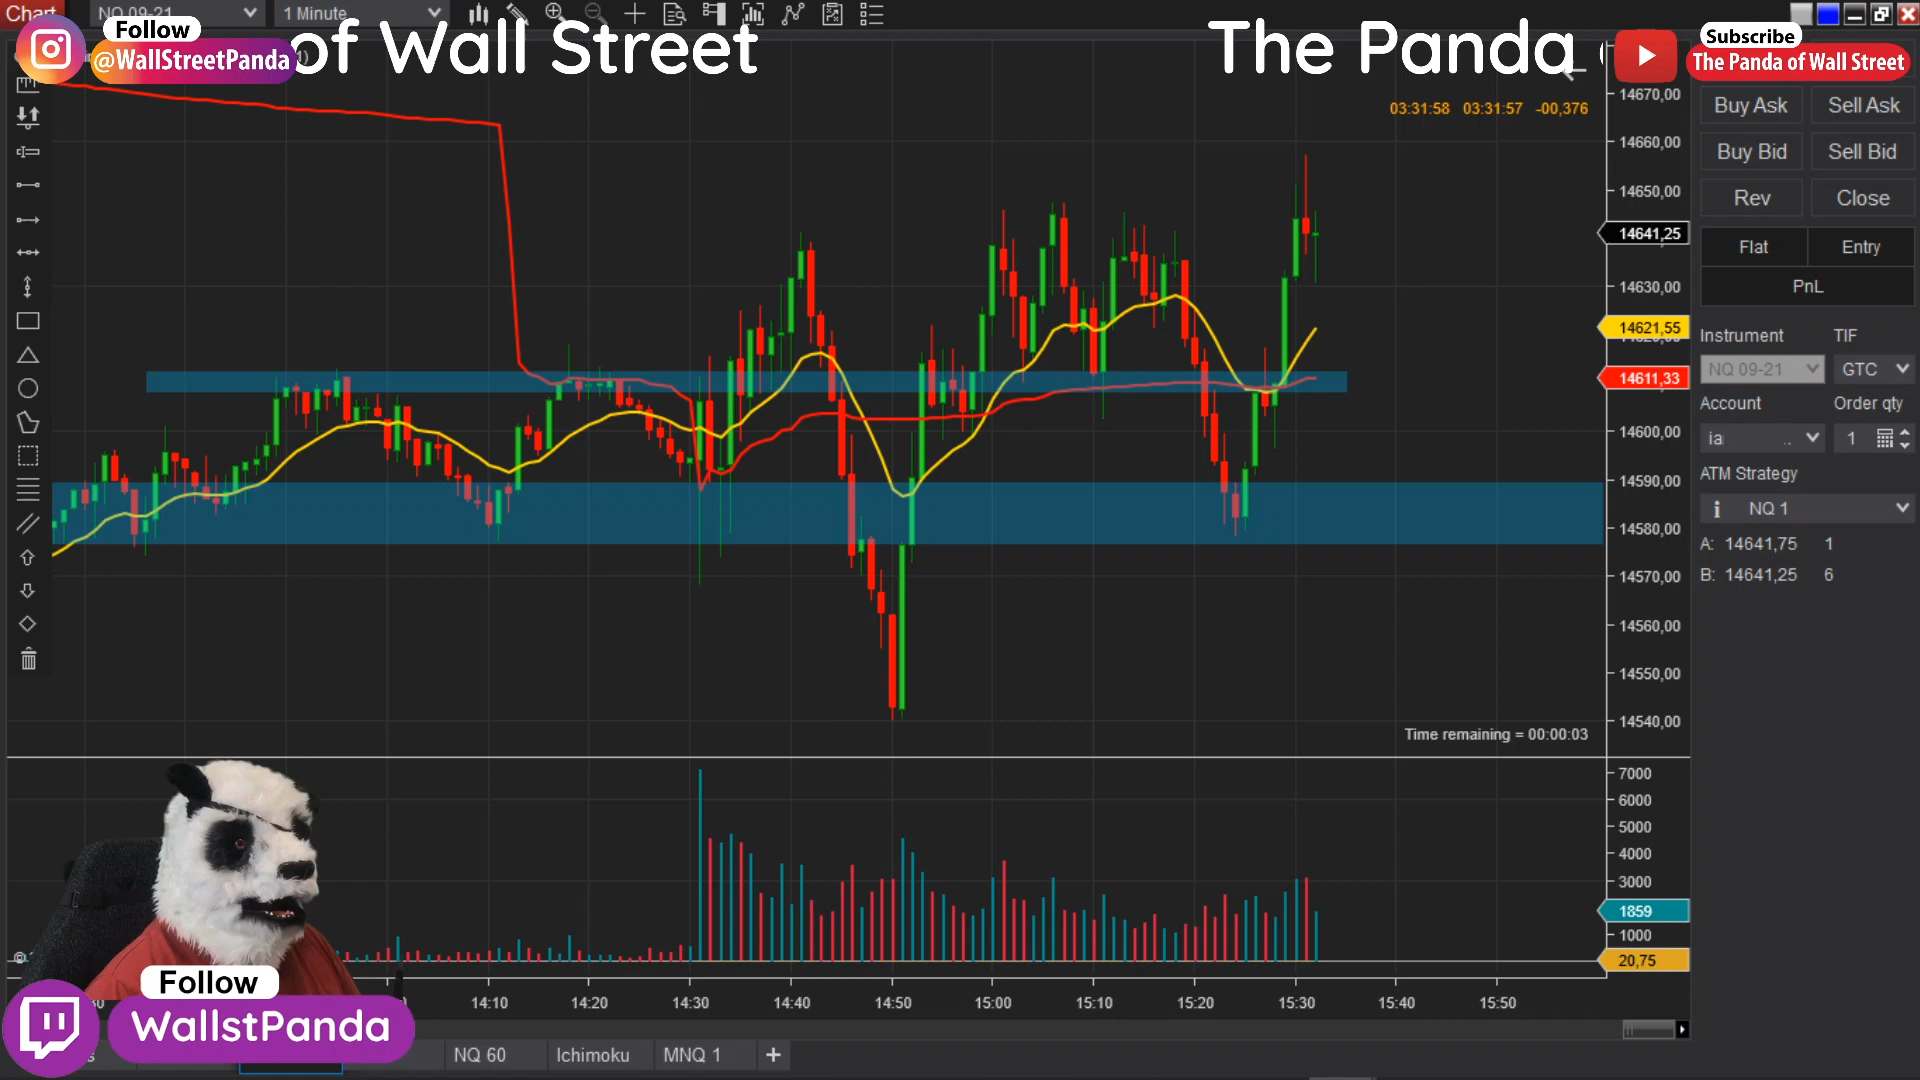 Chart
NQ 09-21
1 Minute
Follow
@WallStreetPanda
of Wall Street
The Panda
Subscribe
The Panda of Wall Street
03:31:58 03:31:57 -00,376
14670,00
14660,00
14650,00
14641,25
14630,00
14621,55
14611,33
14600,00
14590,00
14580,00
14570,00
14560,00
14550,00
14540,00
Buy Ask
Sell Ask
Buy Bid
Sell Bid
Rev
Close
Flat
Entry
PnL
Instrument
TIF
NQ 09-21
GTC
Account
Order qty
ia
1
ATM Strategy
NQ 1
A: 14641,75 1
B: 14641,25 6
Time remaining = 00:00:03
7000
6000
5000
4000
3000
1859
1000
20,75
14:10
14:20
14:30
14:40
14:50
15:00
15:10
15:20
15:30
15:40
15:50
Follow
WallstPanda
NQ 60
Ichimoku
MNQ 1